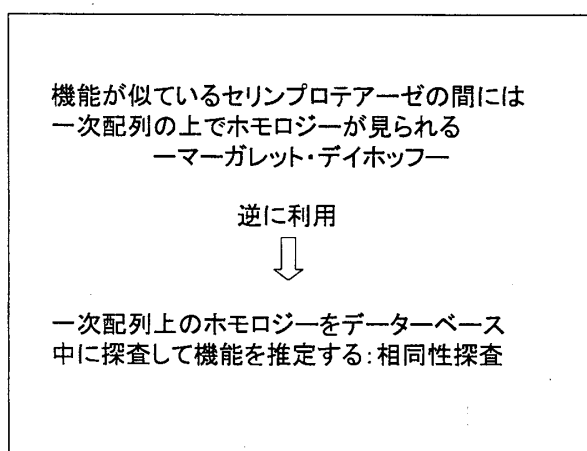 機能が似ているセリンプロテアーゼの間には
一次配列の上でホモロジーが見られる
ーマーガレット・デイホッフー
逆に利用
一次配列上のホモロジーをデーターベース
中に探査して機能を推定する:相同性探査